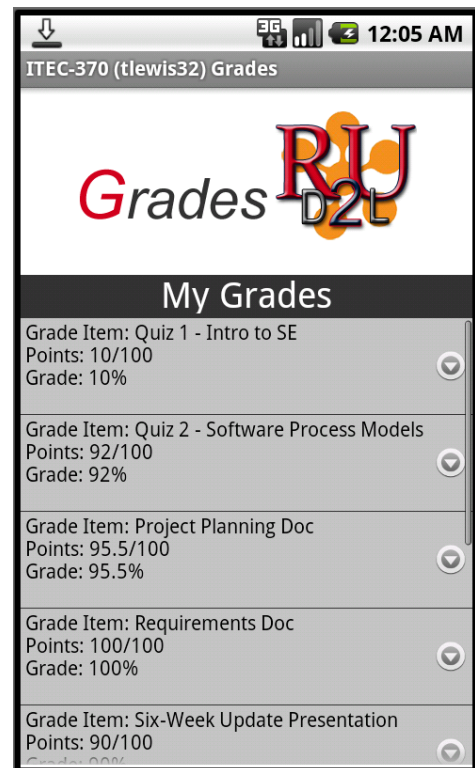 3G 12:05 AM
ITEC-370 (tlewis32) Grades
Grades RU
D2L
My Grades
Grade Item: Quiz 1 - Intro to SE
Points: 10/100
Grade: 10%
Grade Item: Quiz 2 - Software Process Models
Points: 92/100
Grade: 92%
Grade Item: Project Planning Doc
Points: 95.5/100
Grade: 95.5%
Grade Item: Requirements Doc
Points: 100/100
Grade: 100%
Grade Item: Six-Week Update Presentation
Points: 90/100
Grade: 90%